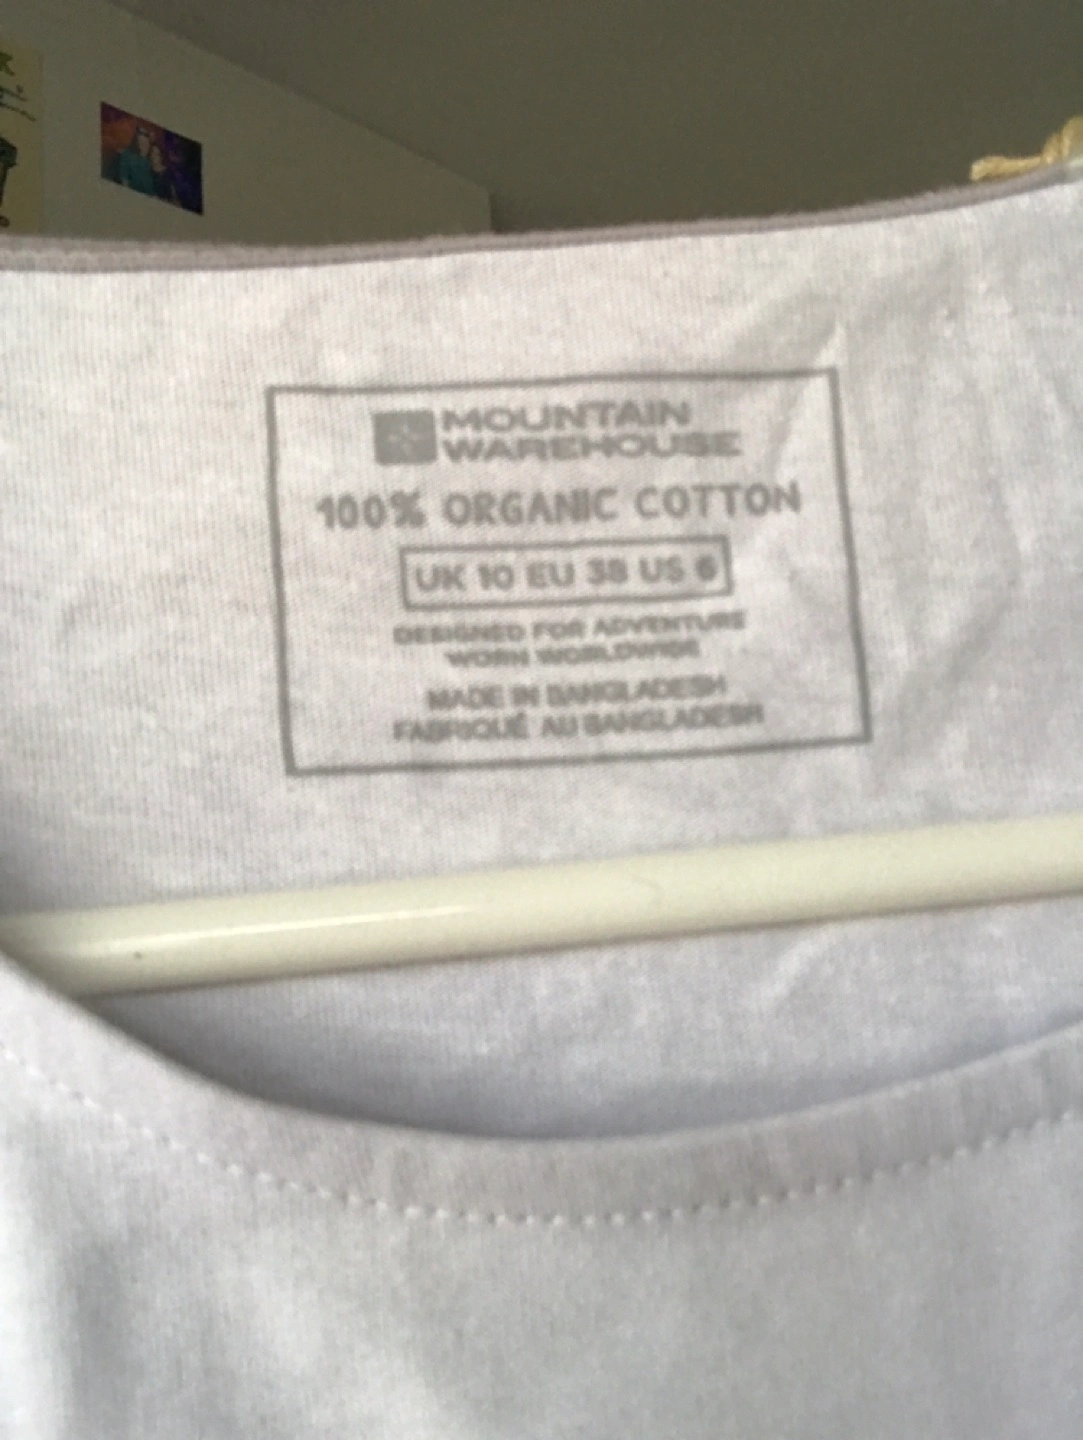 MOUNTAIN
WAREHOUSE
100% ORGANIC COTTON
UK 10 EU 38 US 6
DESIGNED FOR ADVENTURE
WORN WORLDWIDE
MADE IN BANGLADESH
FABRIQUÉ AU BANGLADESH